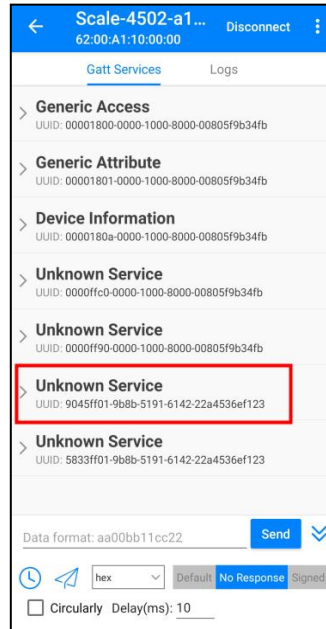 Scale-4502-a1...
Disconnect
62:00:A1:10:00:00
Gatt Services
Logs
Generic Access
UUID: 00001800-0000-1000-8000-00805f9b34fb
Generic Attribute
UUID: 00001801-0000-1000-8000-00805f9b34fb
Device Information
UUID: 0000180a-0000-1000-8000-00805f9b34fb
Unknown Service
UUID: 0000ffc0-0000-1000-8000-00805f9b34fb
Unknown Service
UUID: 0000ff90-0000-1000-8000-00805f9b34fb
Unknown Service
UUID: 9045ff01-9b8b-5191-6142-22a4536ef123
Unknown Service
UUID: 5833ff01-9b8b-5191-6142-22a4536ef123
Data format: aa00bb11cc22
Send
hex
Default
No Response
Signed
Circularly Delay(ms): 10